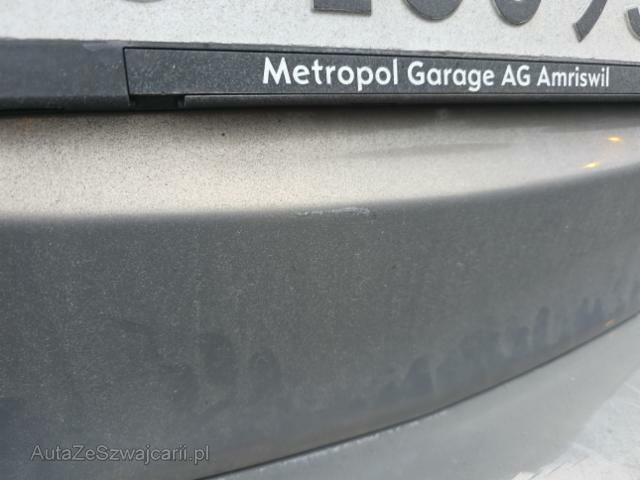 Metropol Garage AG Amriswil
AutaZeSzwajcarii.pl